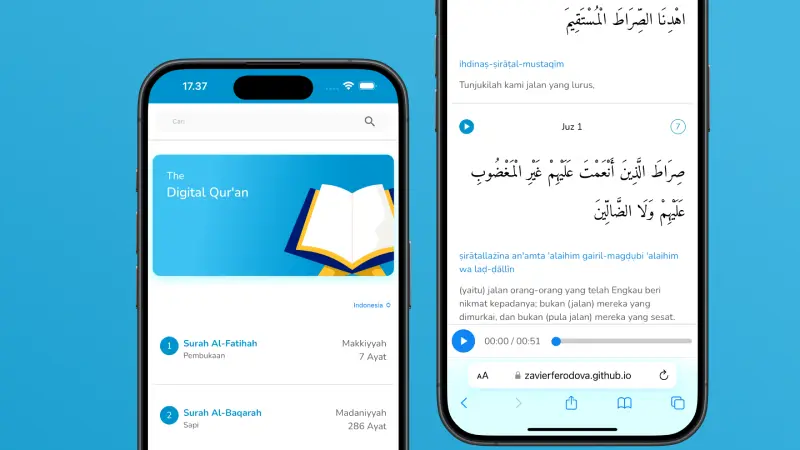 17.37
Cari
The
Digital Qur'an
Indonesia
1
Surah Al-Fatihah
Makkiyyah
Pembukaan
7 Ayat
2
Surah Al-Baqarah
Madaniyyah
Sapi
286 Ayat
اهْدِنَا الصِّرَاطَ الْمُسْتَقِيمَ
ihdinaṣ-ṣirāṭal-mustaqīm
Tunjukilah kami jalan yang lurus,
Juz 1
7
صِرَاطَ الَّذِينَ أَنْعَمْتَ عَلَيْهِمْ غَيْرِ الْمَغْضُوبِ
عَلَيْهِمْ وَلَا الضَّالِّينَ
ṣirāṭallażīna an'amta 'alaihim gairil-magḍụbi 'alaihim
wa laḍ-ḍāllīn
(yaitu) jalan orang-orang yang telah Engkau beri
nikmat kepadanya; bukan (jalan) mereka yang
dimurkai, dan bukan (pula jalan) mereka yang sesat.
00:00 / 00:51
AA
zavierferodova.github.io